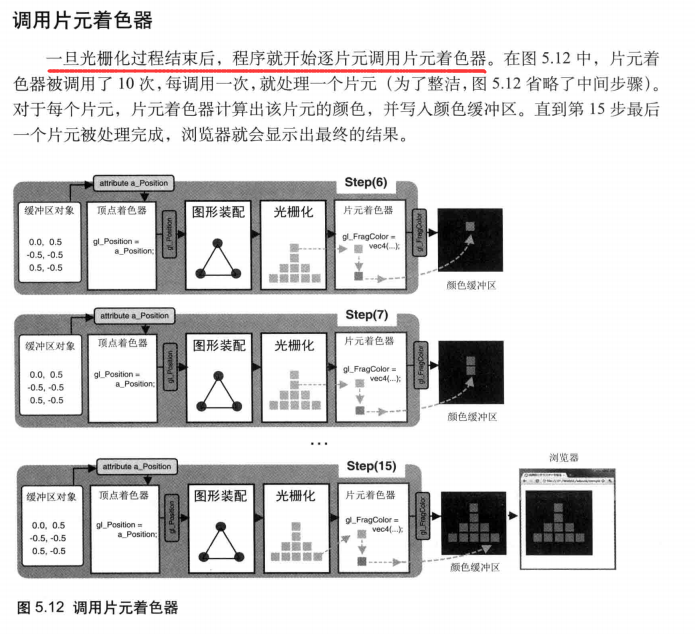 调用片元着色器
一旦光栅化过程结束后，程序就开始逐片元调用片元着色器。在图 5.12 中，片元着
色器被调用了 10 次，每调用一次，就处理一个片元（为了整洁，图 5.12 省略了中间步骤）。
对于每个片元，片元着色器计算出该片元的颜色，并写入颜色缓冲区。直到第 15 步最后
一个片元被处理完成，浏览器就会显示出最终的结果。
attribute a_Position
Step(6)
缓冲区对象
0.0, 0.5
-0.5, -0.5
0.5, -0.5
顶点着色器
gl_Position =
a_Position;
gl_Position
图形装配
光栅化
片元着色器
gl_FragColor =
vec4(...);
gl_FragColor
颜色缓冲区
attribute a_Position
Step(7)
缓冲区对象
0.0, 0.5
-0.5, -0.5
0.5, -0.5
顶点着色器
gl_Position =
a_Position;
gl_Position
图形装配
光栅化
片元着色器
gl_FragColor =
vec4(...);
gl_FragColor
颜色缓冲区
...
attribute a_Position
Step(15)
缓冲区对象
0.0, 0.5
-0.5, -0.5
0.5, -0.5
顶点着色器
gl_Position =
a_Position;
gl_Position
图形装配
光栅化
片元着色器
gl_FragColor =
vec4(...);
gl_FragColor
颜色缓冲区
浏览器
图 5.12 调用片元着色器